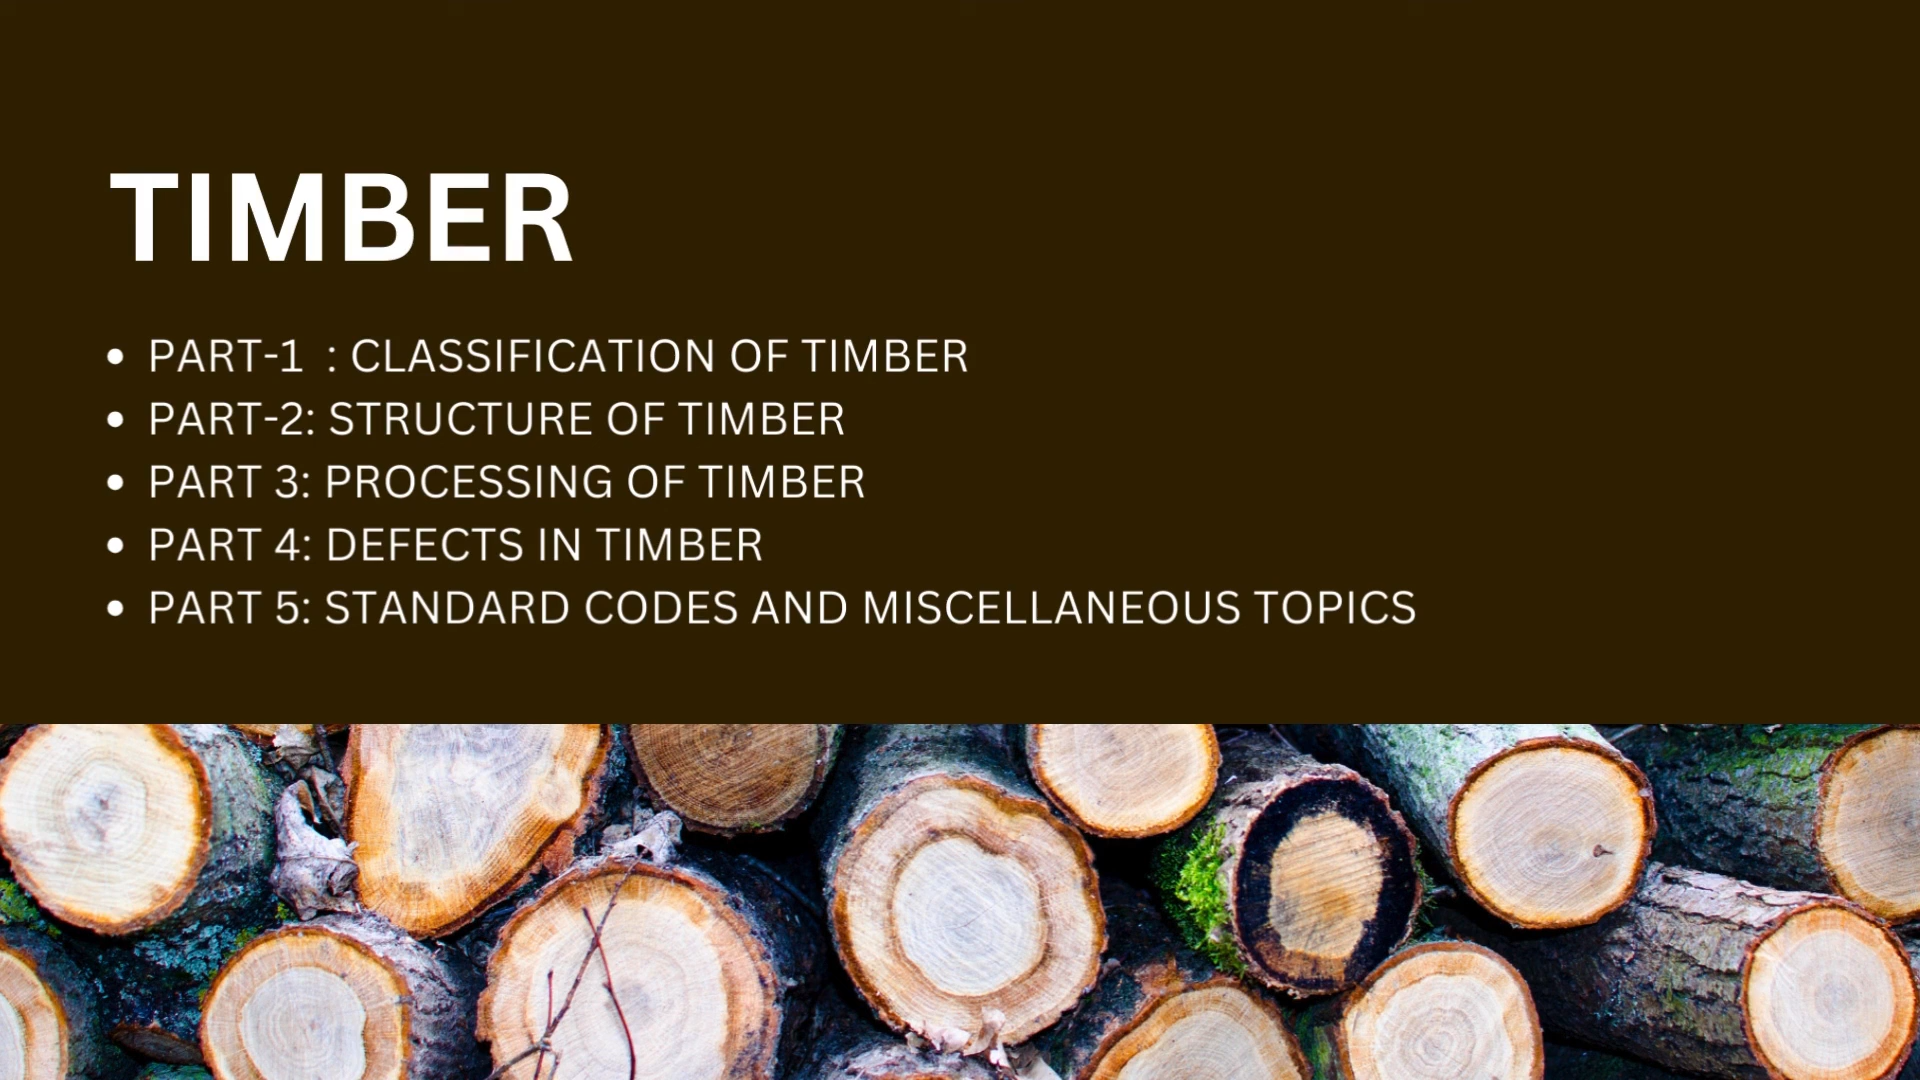 TIMBER
• PART-1 : CLASSIFICATION OF TIMBER
• PART-2: STRUCTURE OF TIMBER
• PART 3: PROCESSING OF TIMBER
• PART 4: DEFECTS IN TIMBER
• PART 5: STANDARD CODES AND MISCELLANEOUS TOPICS